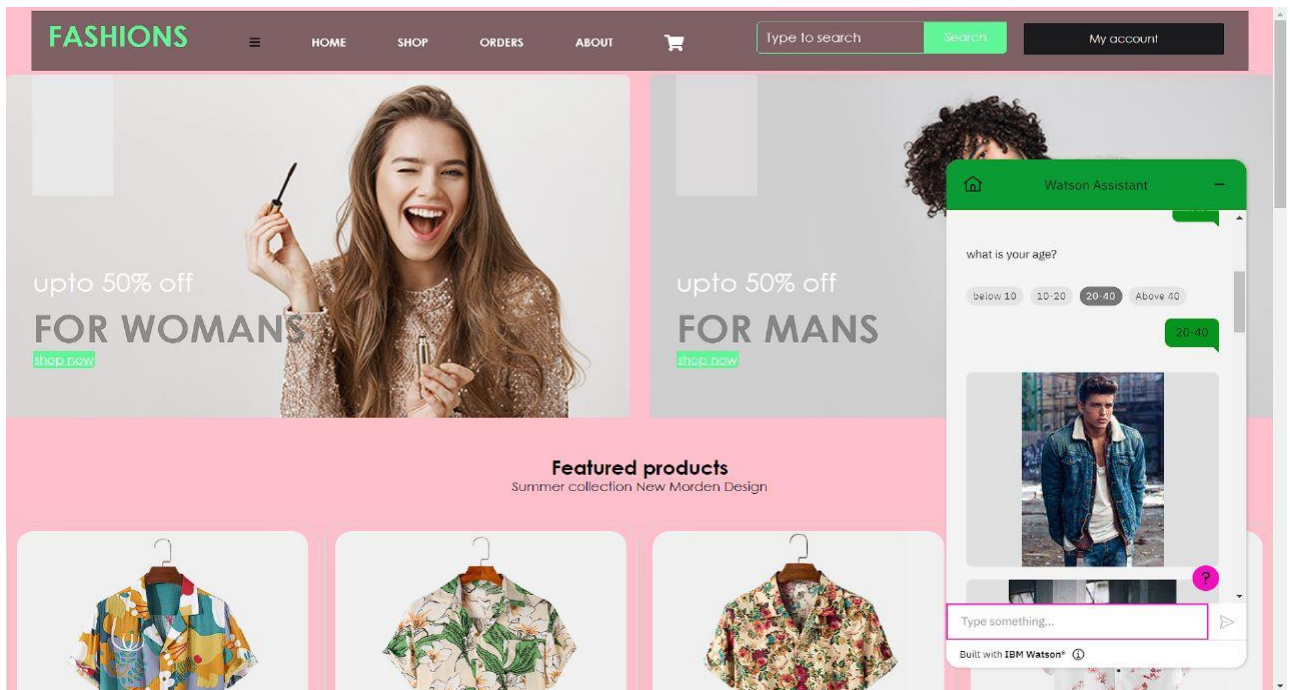 FASHIONS
HOME
SHOP
ORDERS
ABOUT
Type to search
Search
My account
upto 50% off
FOR WOMANS
shop now
upto 50% off
FOR MANS
shop now
Featured products
Summer collection New Morden Design
Watson Assistant
what is your age?
below 10
10-20
20-40
Above 40
20-40
?
Type something...
Built with IBM Watson®